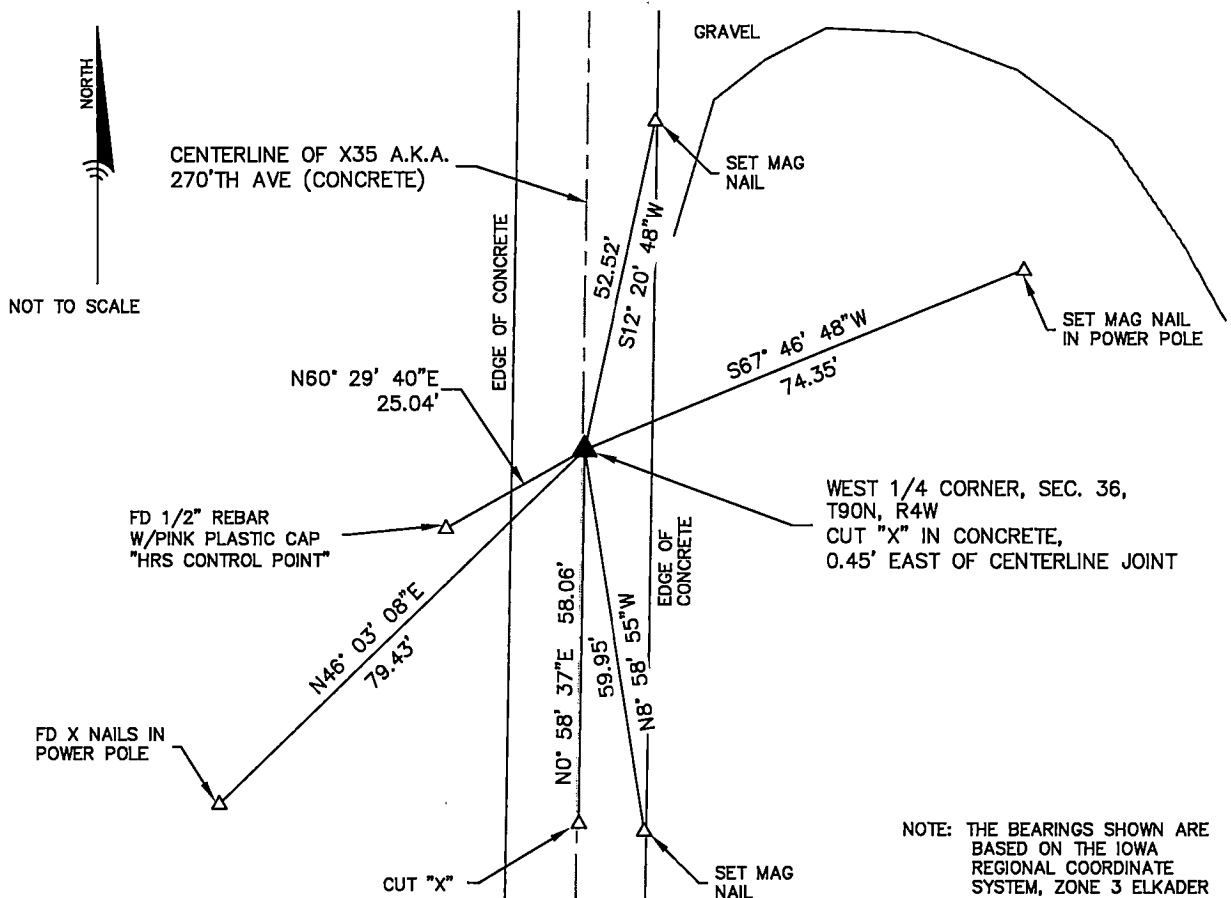 GRAVEL
NORTH
CENTERLINE OF X35 A.K.A.
270'TH AVE (CONCRETE)
SET MAG
NAIL
EDGE OF CONCRETE
52.52'
S12° 20' 48"W
NOT TO SCALE
SET MAG NAIL
IN POWER POLE
S67° 46' 48"W
74.35'
N60° 29' 40"E
25.04'
WEST 1/4 CORNER, SEC. 36,
T90N, R4W
CUT "X" IN CONCRETE,
0.45' EAST OF CENTERLINE JOINT
FD 1/2" REBAR
W/PINK PLASTIC CAP
"HRS CONTROL POINT"
EDGE OF
CONCRETE
N46° 03' 08"E
79.43'
N0° 58' 37"E 58.06'
59.95'
N8° 58' 55"W
FD X NAILS IN
POWER POLE
CUT "X"
SET MAG
NAIL
NOTE: THE BEARINGS SHOWN ARE
BASED ON THE IOWA
REGIONAL COORDINATE
SYSTEM, ZONE 3 ELKADER